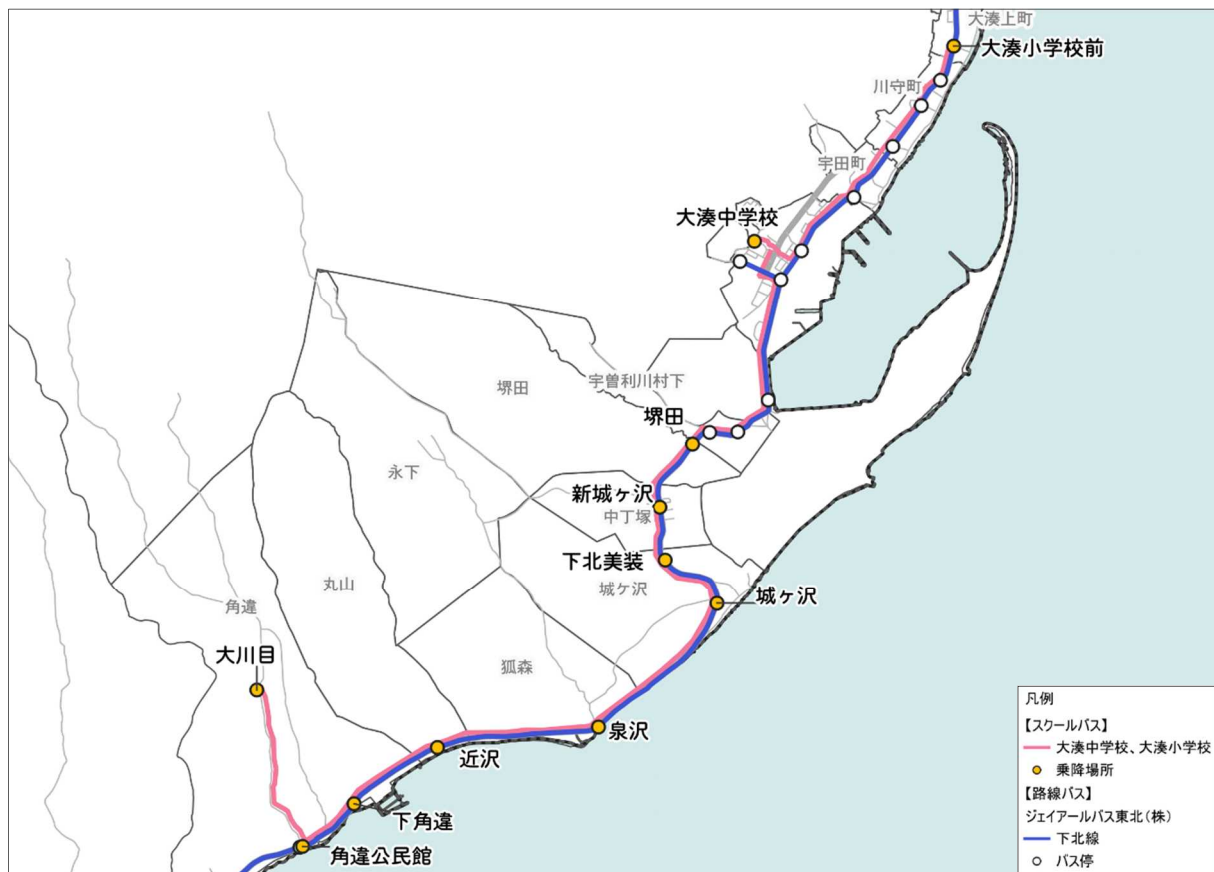 大湊上町
大湊小学校前
川守町
宇田町
大湊中学校
堺田
宇曽利川村下
堺田
永下
新城ヶ沢
中丁塚
下北美装
丸山
城ヶ沢
城ヶ沢
角違
大川目
狐森
泉沢
近沢
下角違
角違公民館
凡例
【スクールバス】
大湊中学校、大湊小学校
乗降場所
【路線バス】
ジェイアールバス東北(株)
下北線
バス停